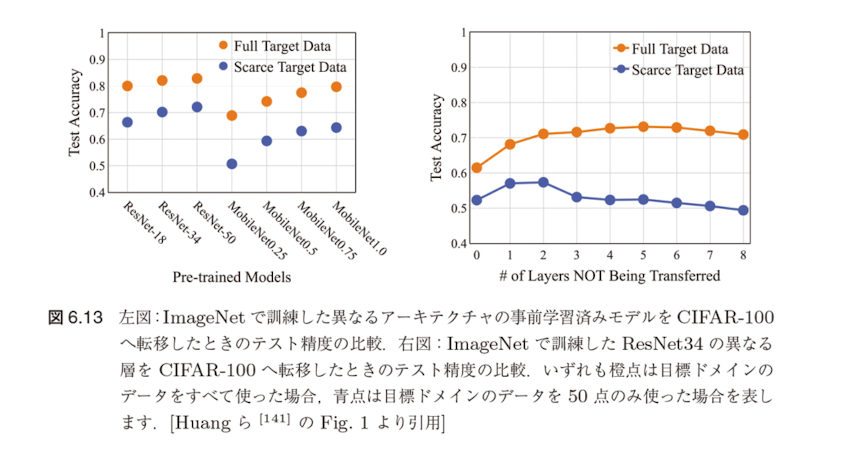 1
0.9
0.8
0.7
0.6
0.5
0.4
Test Accuracy
Full Target Data
Scarce Target Data
ResNet-18
ResNet-34
ResNet-50
MobileNet0.25
MobileNet0.5
MobileNet0.75
MobileNet1.0
Pre-trained Models
1
0.9
0.8
0.7
0.6
0.5
0.4
Test Accuracy
Full Target Data
Scarce Target Data
0 1 2 3 4 5 6 7 8
# of Layers NOT Being Transferred
図 6.13 左図:ImageNet で訓練した異なるアーキテクチャの事前学習済みモデルを CIFAR-100
へ転移したときのテスト精度の比較.右図:ImageNet で訓練した ResNet34 の異なる
層を CIFAR-100 へ転移したときのテスト精度の比較.いずれも橙点は目標ドメインの
データをすべて使った場合,青点は目標ドメインのデータを 50 点のみ使った場合を表し
ます.[Huang ら [141] の Fig. 1 より引用]